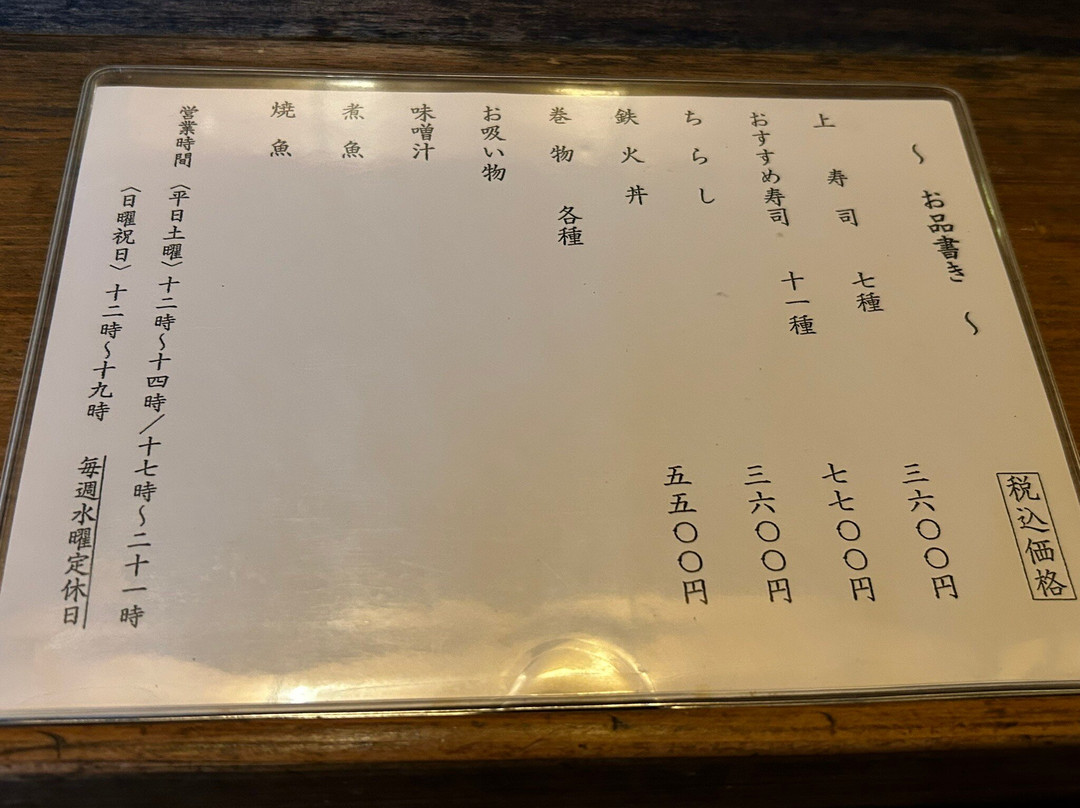 ～ お品書き ～
税込価格
上寿司 七種 三六〇〇円
おすすめ寿司 十一種 七七〇〇円
ちらし 三六〇〇円
鉄火丼 五五〇〇円
巻物 各種
お吸い物
味噌汁
煮魚
焼魚
営業時間
〈平日土曜〉十二時～十四時／十七時～二十一時
〈日曜祝日〉十二時～十九時 毎週水曜定休日